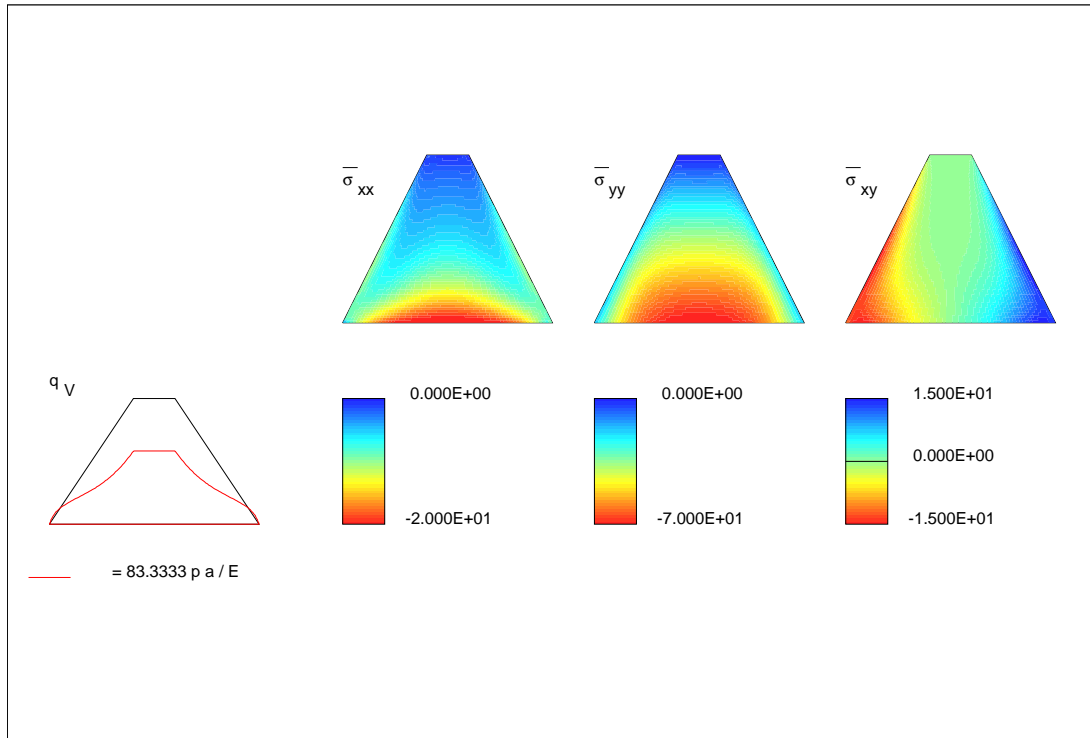 σ xx
σ yy
σ xy
q V
0.000E+00
-2.000E+01
0.000E+00
-7.000E+01
1.500E+01
0.000E+00
-1.500E+01
= 83.3333 p a / E